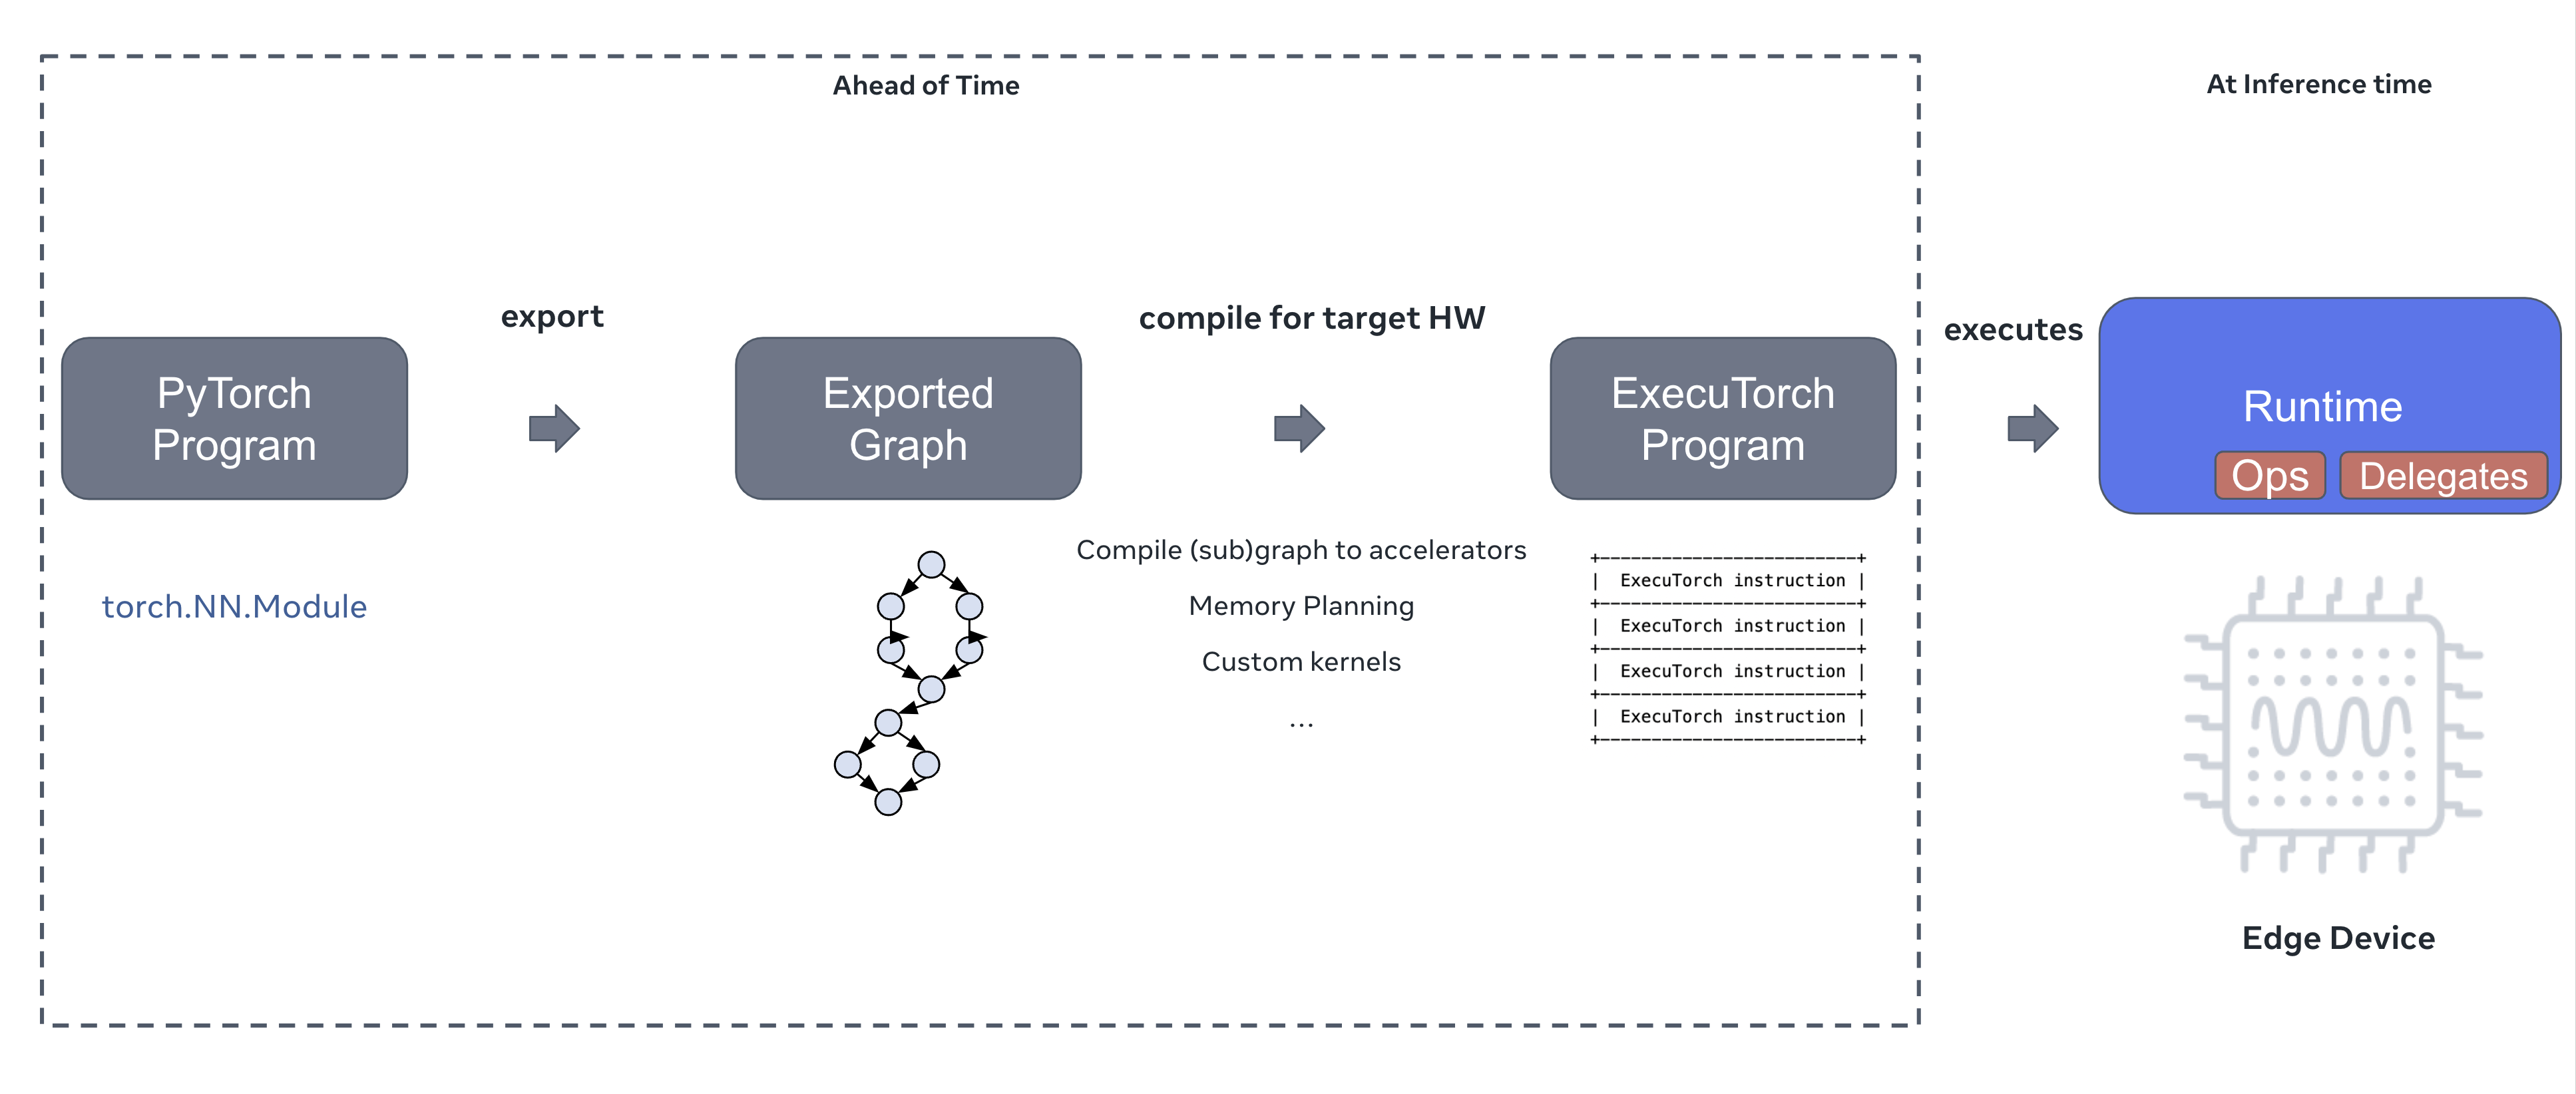 Ahead of Time
At Inference time
export
compile for target HW
executes
PyTorch
Program
Exported
Graph
ExecuTorch
Program
Runtime
Ops
Delegates
torch.NN.Module
Compile (sub)graph to accelerators
Memory Planning
Custom kernels
...
+------------------------+
|  ExecuTorch instruction |
+------------------------+
|  ExecuTorch instruction |
+------------------------+
|  ExecuTorch instruction |
+------------------------+
|  ExecuTorch instruction |
+------------------------+
Edge Device